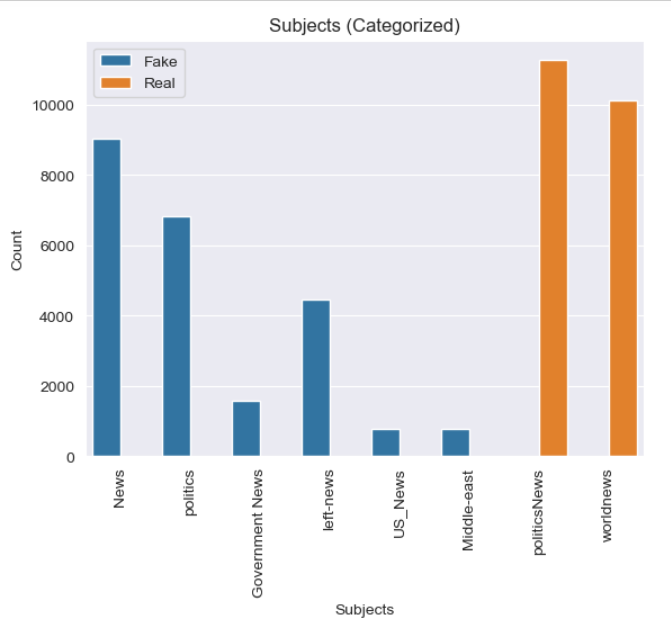 Subjects (Categorized)
Fake
Real
10000
8000
6000
4000
2000
0
Count
News
politics
Government News
left-news
US_News
Middle-east
politicsNews
worldnews
Subjects